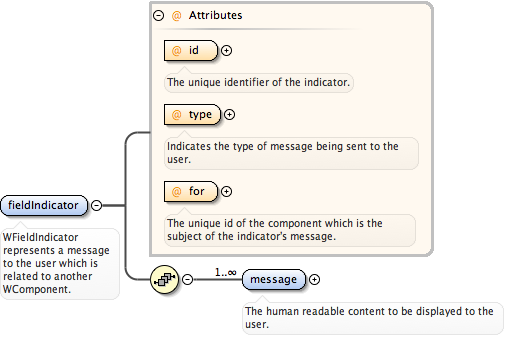 @ Attributes
@ id
The unique identifier of the indicator.
@ type
Indicates the type of message being sent to the
user.
@ for
The unique id of the component which is the
subject of the indicator's message.
fieldIndicator
WFieldIndicator
represents a message
to the user which is
related to another
WComponent.
1..∞
message
The human readable content to be displayed to the
user.